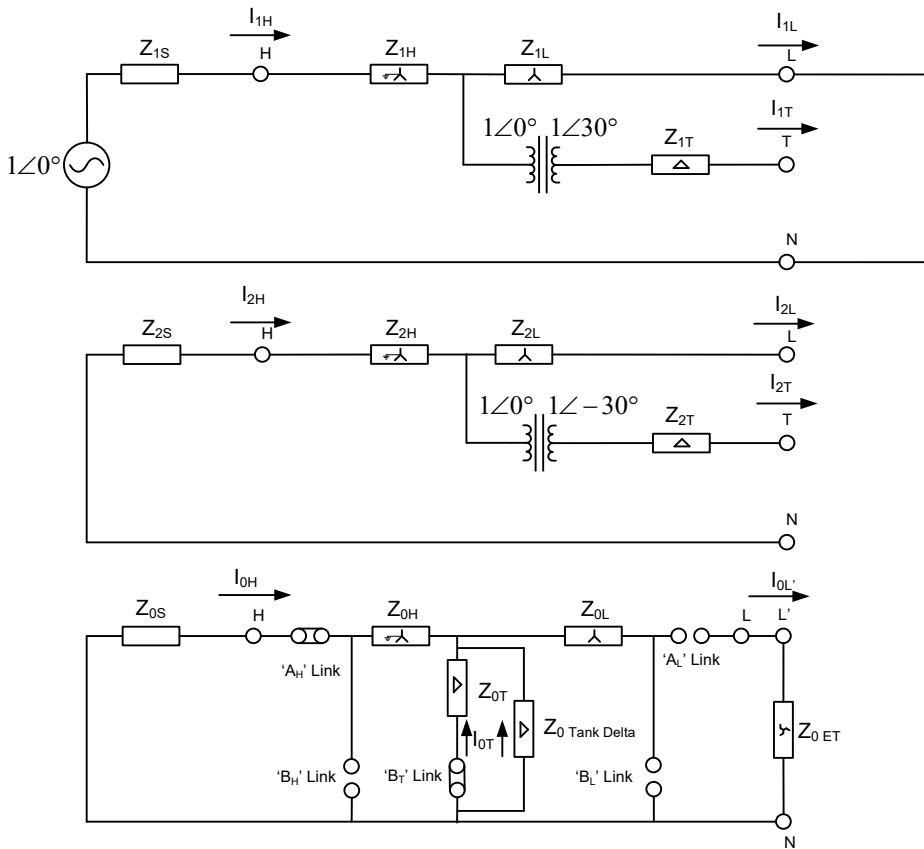 I1H
I1L
Z1S
H
Z1H
Z1L
L
1∠0°
1∠0°
1∠30°
Z1T
I1T
T
N
I2H
I2L
Z2S
H
Z2H
Z2L
L
1∠0°
1∠−30°
Z2T
I2T
T
N
I0H
I0L'
Z0S
H
Z0H
Z0L
L
L'
'AH' Link
'AL' Link
Z0T
I0T
Z0 Tank Delta
Z0 ET
'BH' Link
'BT' Link
'BL' Link
N